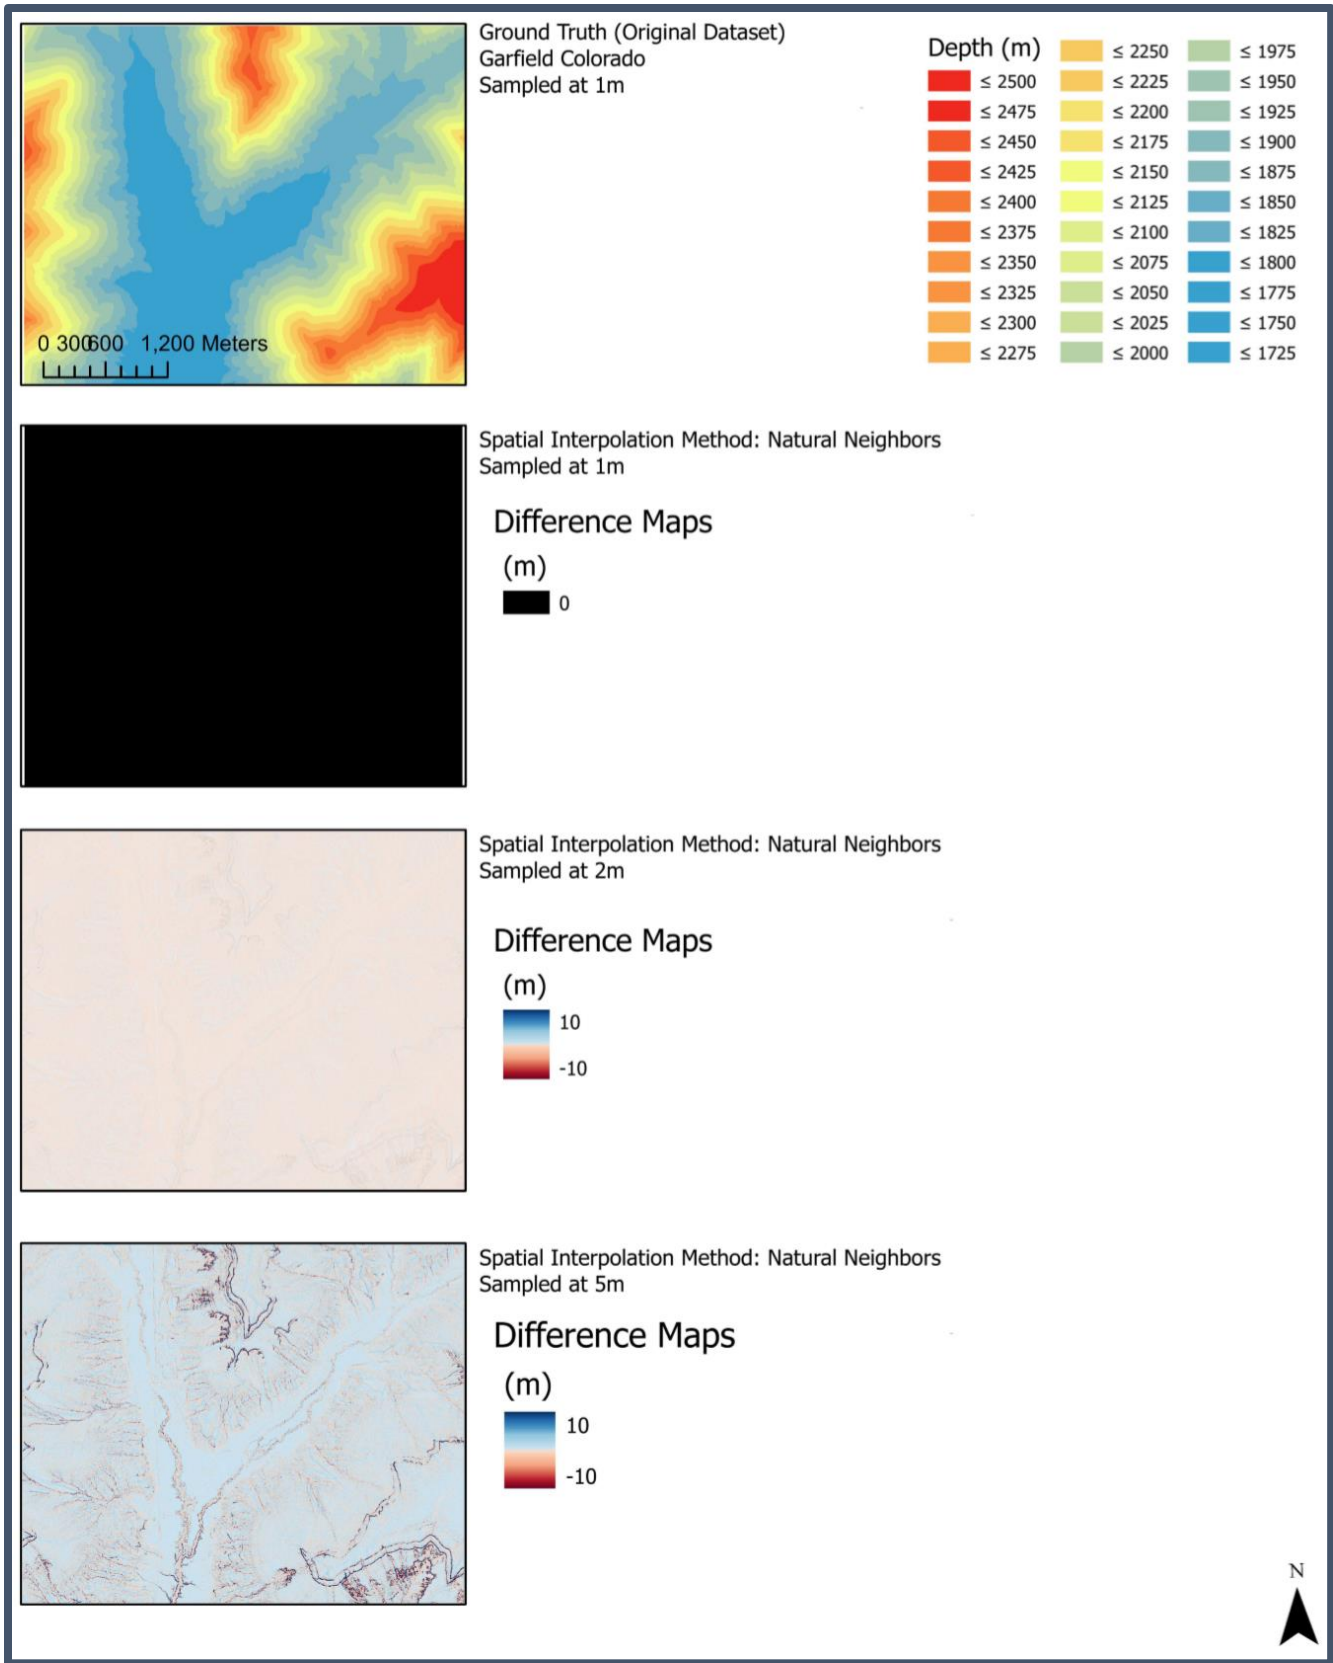 Ground Truth (Original Dataset)
Garfield Colorado
Sampled at 1m
0 300600 1,200 Meters
Depth (m)
≤ 2500
≤ 2475
≤ 2450
≤ 2425
≤ 2400
≤ 2375
≤ 2350
≤ 2325
≤ 2300
≤ 2275
≤ 2250
≤ 2225
≤ 2200
≤ 2175
≤ 2150
≤ 2125
≤ 2100
≤ 2075
≤ 2050
≤ 2025
≤ 2000
≤ 1975
≤ 1950
≤ 1925
≤ 1900
≤ 1875
≤ 1850
≤ 1825
≤ 1800
≤ 1775
≤ 1750
≤ 1725
Spatial Interpolation Method: Natural Neighbors
Sampled at 1m
Difference Maps
(m)
0
Spatial Interpolation Method: Natural Neighbors
Sampled at 2m
Difference Maps
(m)
10
-10
Spatial Interpolation Method: Natural Neighbors
Sampled at 5m
Difference Maps
(m)
10
-10
N